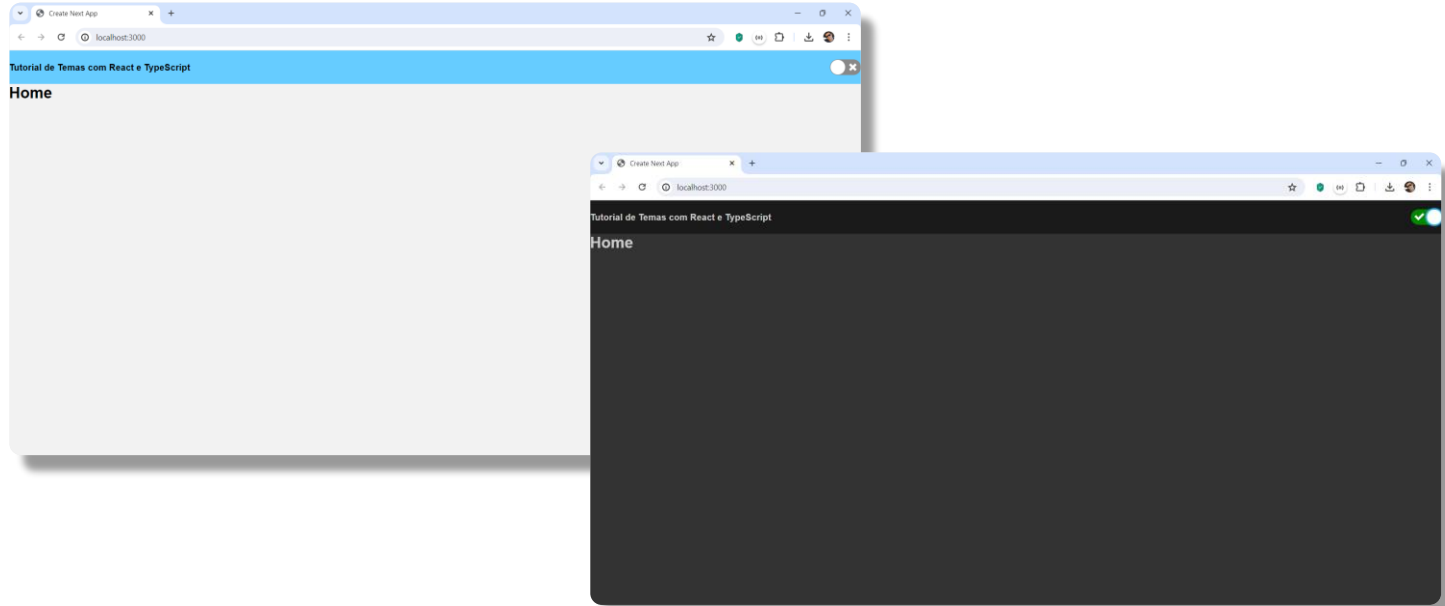 Create Next App
localhost:3000
Tutorial de Temas com React e TypeScript
Home
Create Next App
localhost:3000
Tutorial de Temas com React e TypeScript
Home